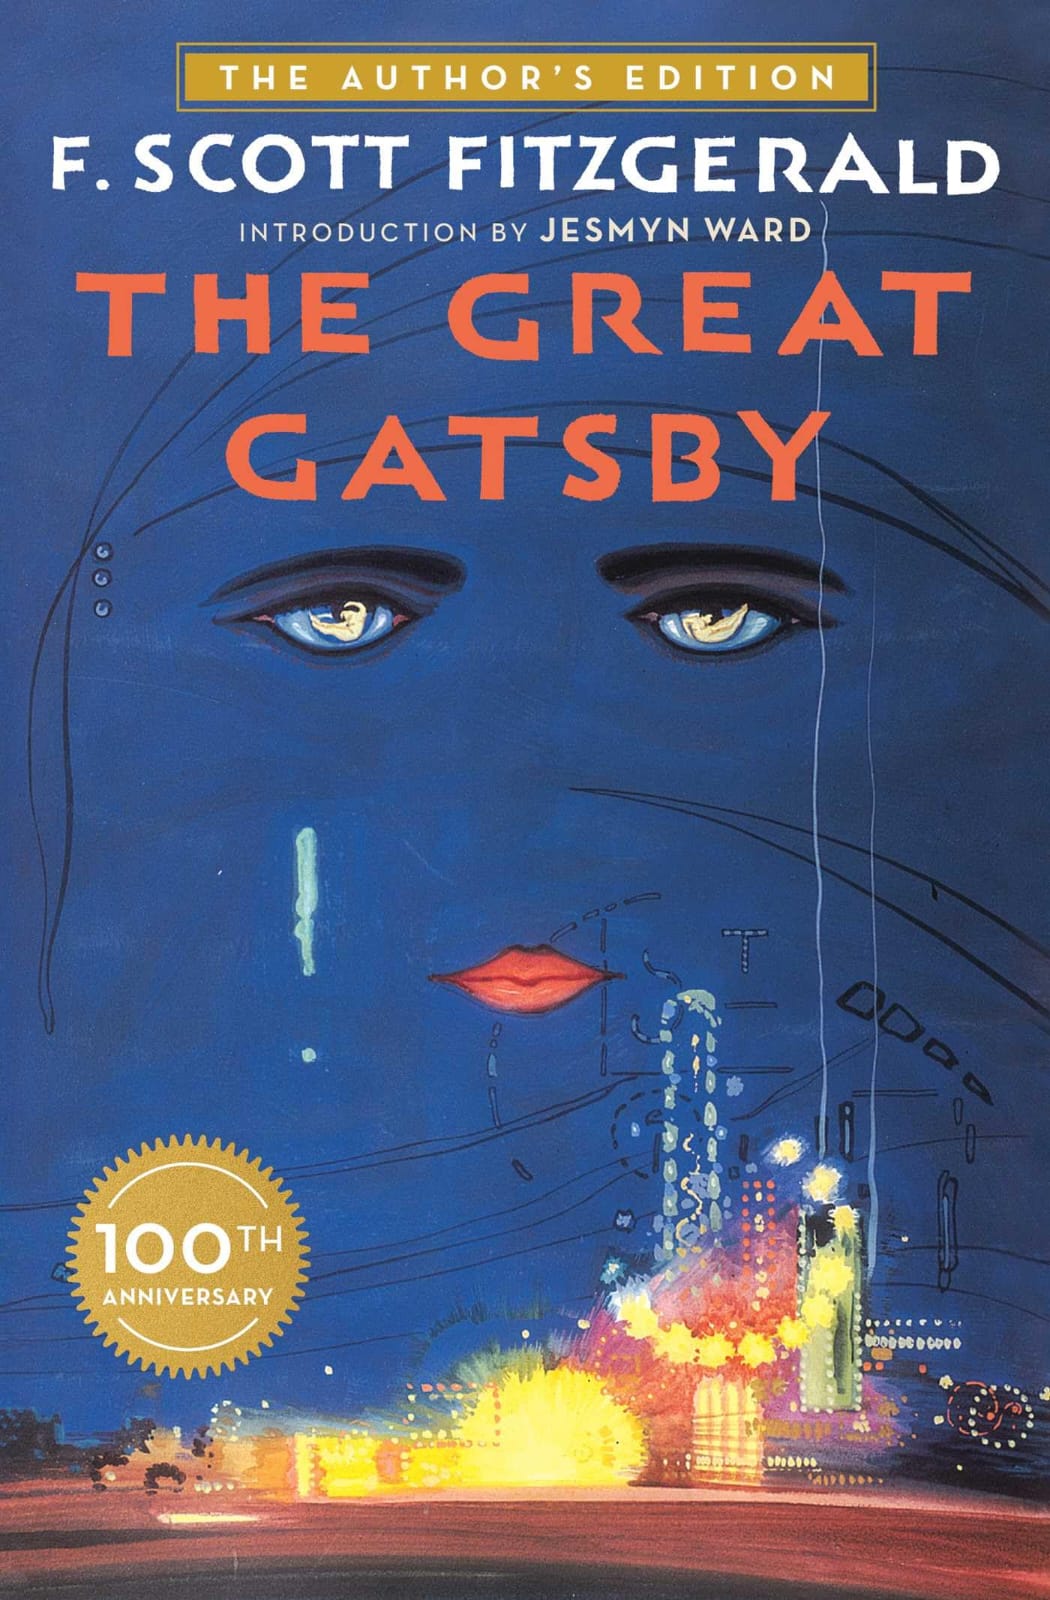 THE AUTHOR'S EDITION
F. SCOTT FITZGERALD
INTRODUCTION BY JESMYN WARD
THE GREAT
GATSBY
100TH
ANNIVERSARY